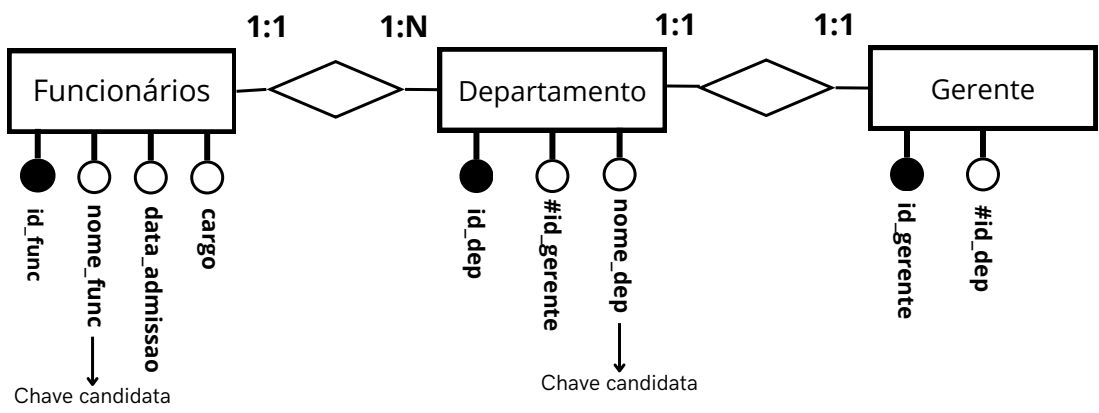 1:1
1:N
1:1
1:1
Funcionários
Departamento
Gerente
id_func
nome_func
data_admissao
cargo
id_dep
#id_gerente
nome_dep
id_gerente
#id_dep
Chave candidata
Chave candidata